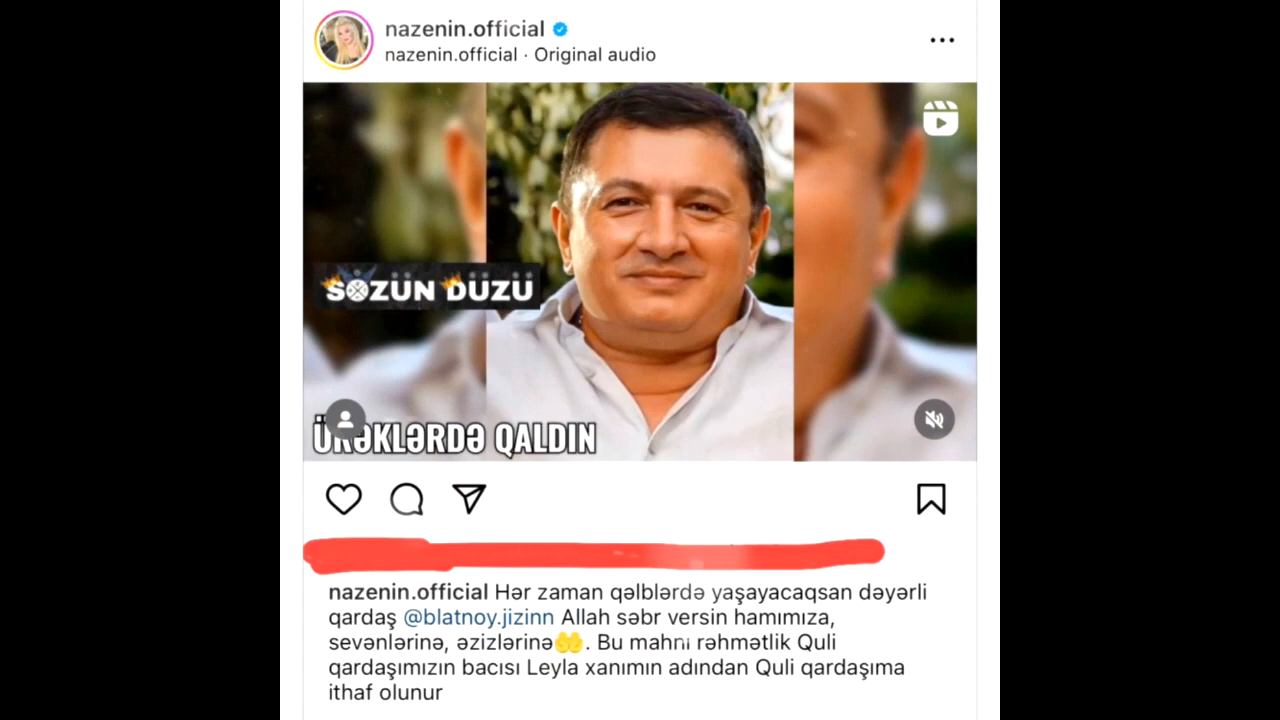 nazenin.official
nazenin.official · Original audio
SÖZÜN DÜZÜ
ÜRƏKLƏRDƏ QALDIN
nazenin.official Hər zaman qəlblərdə yaşayacaqsan dəyərli
qardaş @blatnoy.jizinn Allah səbr versin hamımıza,
sevənlərinə, əzizlərinə🤲. Bu mahnı rəhmətlik Quli
qardaşımızın bacısı Leyla xanımın adından Quli qardaşıma
ithaf olunur